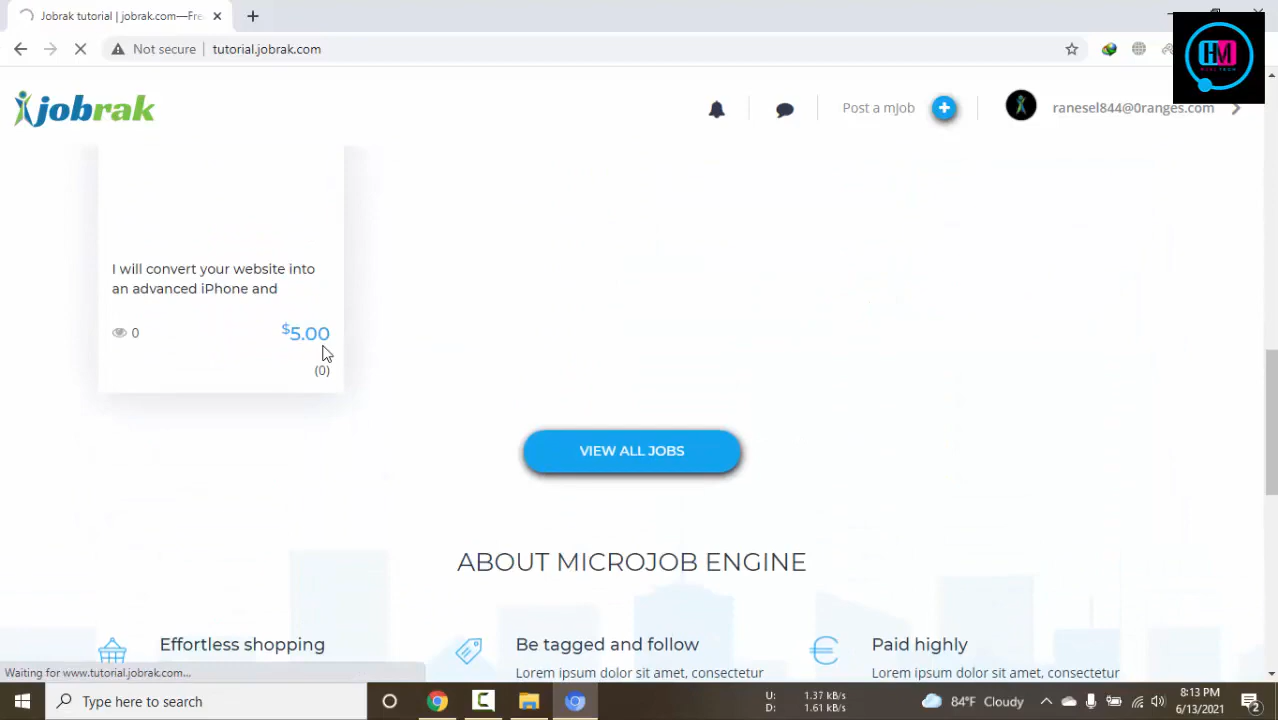 Jobrak tutorial | jobrak.com—Fre
Not secure
tutorial.jobrak.com
HM
jobrak
Post a mJob
ranesel844@0ranges.com
I will convert your website into
an advanced iPhone and
0
$5.00
(0)
VIEW ALL JOBS
ABOUT MICROJOB ENGINE
Effortless shopping
Be tagged and follow
Paid highly
Lorem ipsum dolor sit amet, consectetur
Lorem ipsum dolor sit amet, consectetur
Waiting for www.tutorial.jobrak.com...
Type here to search
U: 1.37 kB/s
D: 1.61 kB/s
84°F Cloudy
8:13 PM
6/13/2021
2